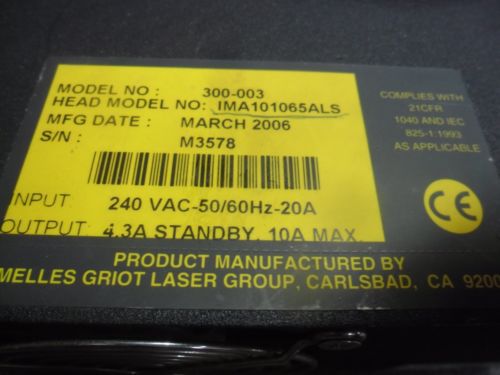 MODEL NO : 300-003
HEAD MODEL NO: IMA101065ALS
MFG DATE : MARCH 2006
S/N : M3578
INPUT 240 VAC-50/60Hz-20A
OUTPUT: 4.3A STANDBY, 10A MAX.
COMPLIES WITH
21CFR
1040 AND IEC
825-1:1993
AS APPLICABLE
CE
PRODUCT MANUFACTURED BY
MELLES GRIOT LASER GROUP, CARLSBAD, CA 9200